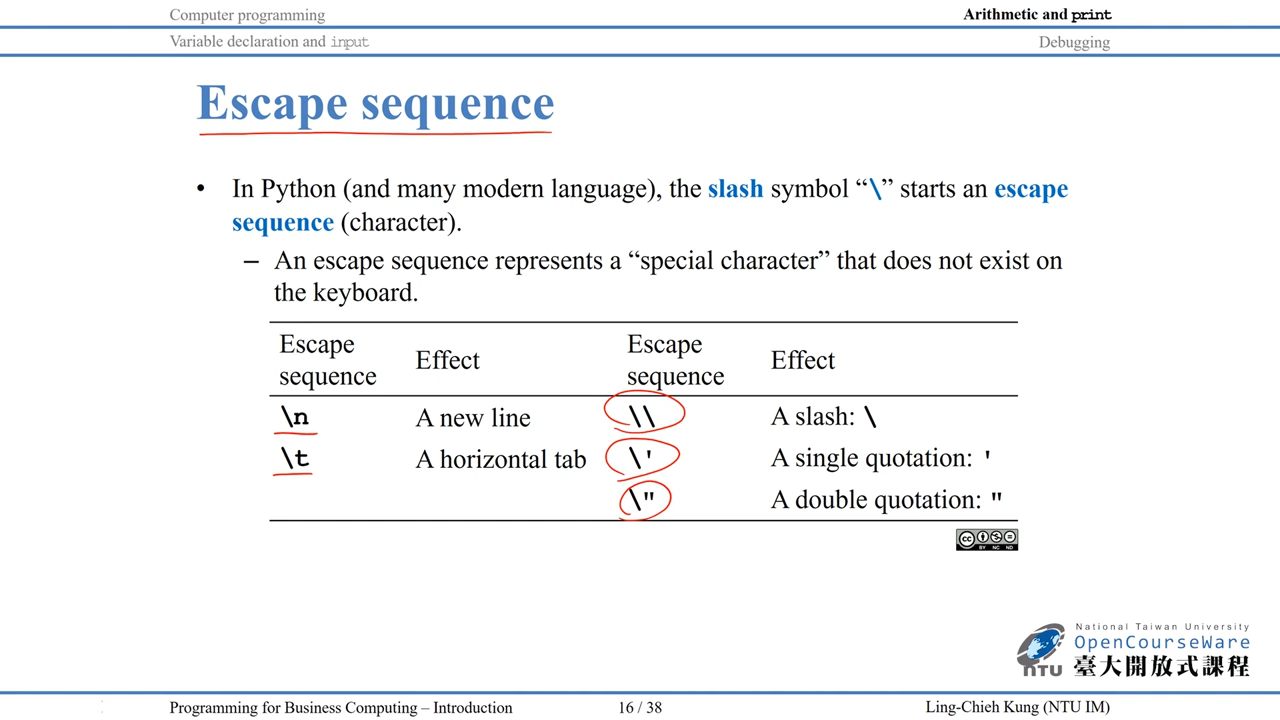 Computer programming
Arithmetic and print
Variable declaration and input
Debugging
Escape sequence
• In Python (and many modern language), the slash symbol “\” starts an escape
sequence (character).
– An escape sequence represents a “special character” that does not exist on
the keyboard.
Escape sequence Effect Escape sequence Effect
\n A new line \\ A slash: \
\t A horizontal tab \' A single quotation: '
\" A double quotation: "
cc BY NC ND
National Taiwan University
OpenCourseWare
NTU 臺大開放式課程
Programming for Business Computing – Introduction
16 / 38
Ling-Chieh Kung (NTU IM)